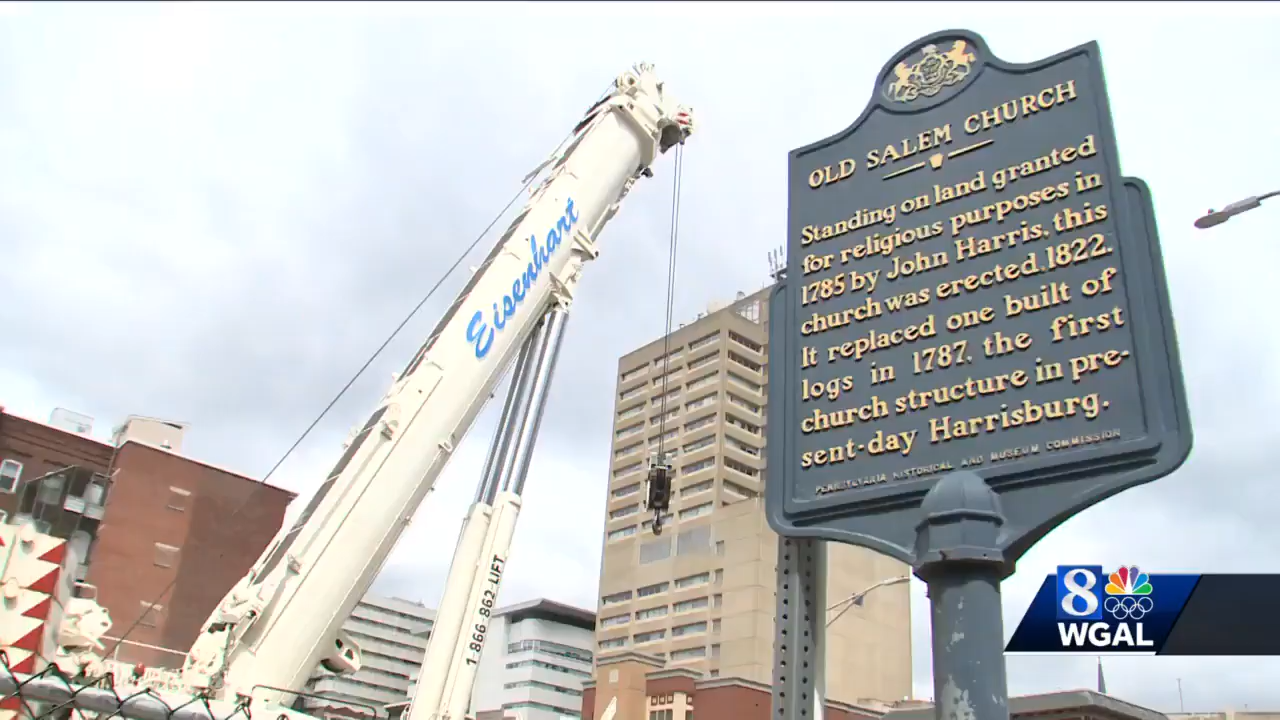 OLD SALEM CHURCH
Standing on land granted
for religious purposes in
1785 by John Harris, this
church was erected, 1822.
It replaced one built of
logs in 1787, the first
church structure in pre-
sent-day Harrisburg.
PENNSYLVANIA HISTORICAL AND MUSEUM COMMISSION
Eisenhart
1-866-862 LIFT
8
WGAL